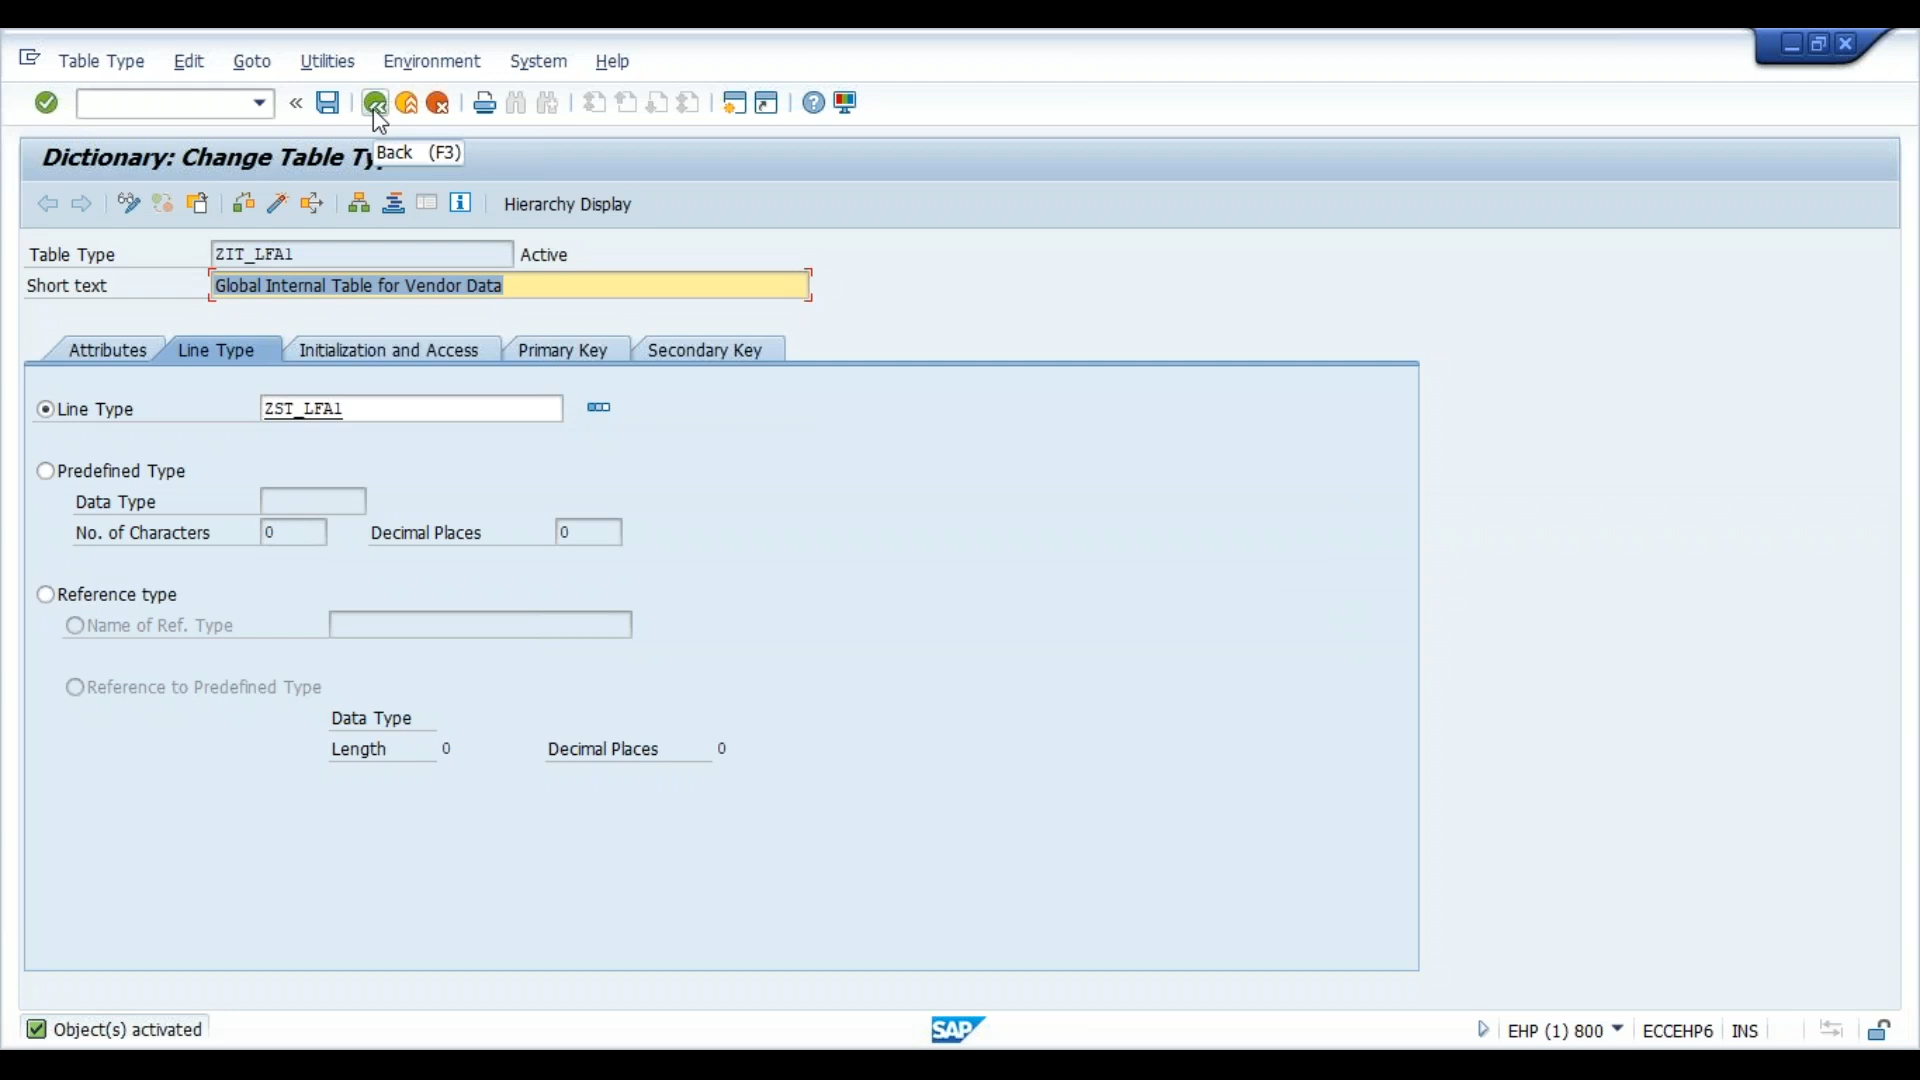 Table Type Edit Goto Utilities Environment System Help
«
Dictionary: Change Table Ty
Back (F3)
Hierarchy Display
Table Type ZIT_LFA1 Active
Short text Global Internal Table for Vendor Data
Attributes Line Type Initialization and Access Primary Key Secondary Key
Line Type ZST_LFA1
Predefined Type
Data Type
No. of Characters 0 Decimal Places 0
Reference type
Name of Ref. Type
Reference to Predefined Type
Data Type
Length 0 Decimal Places 0
Object(s) activated SAP EHP (1) 800 ECCEHP6 INS